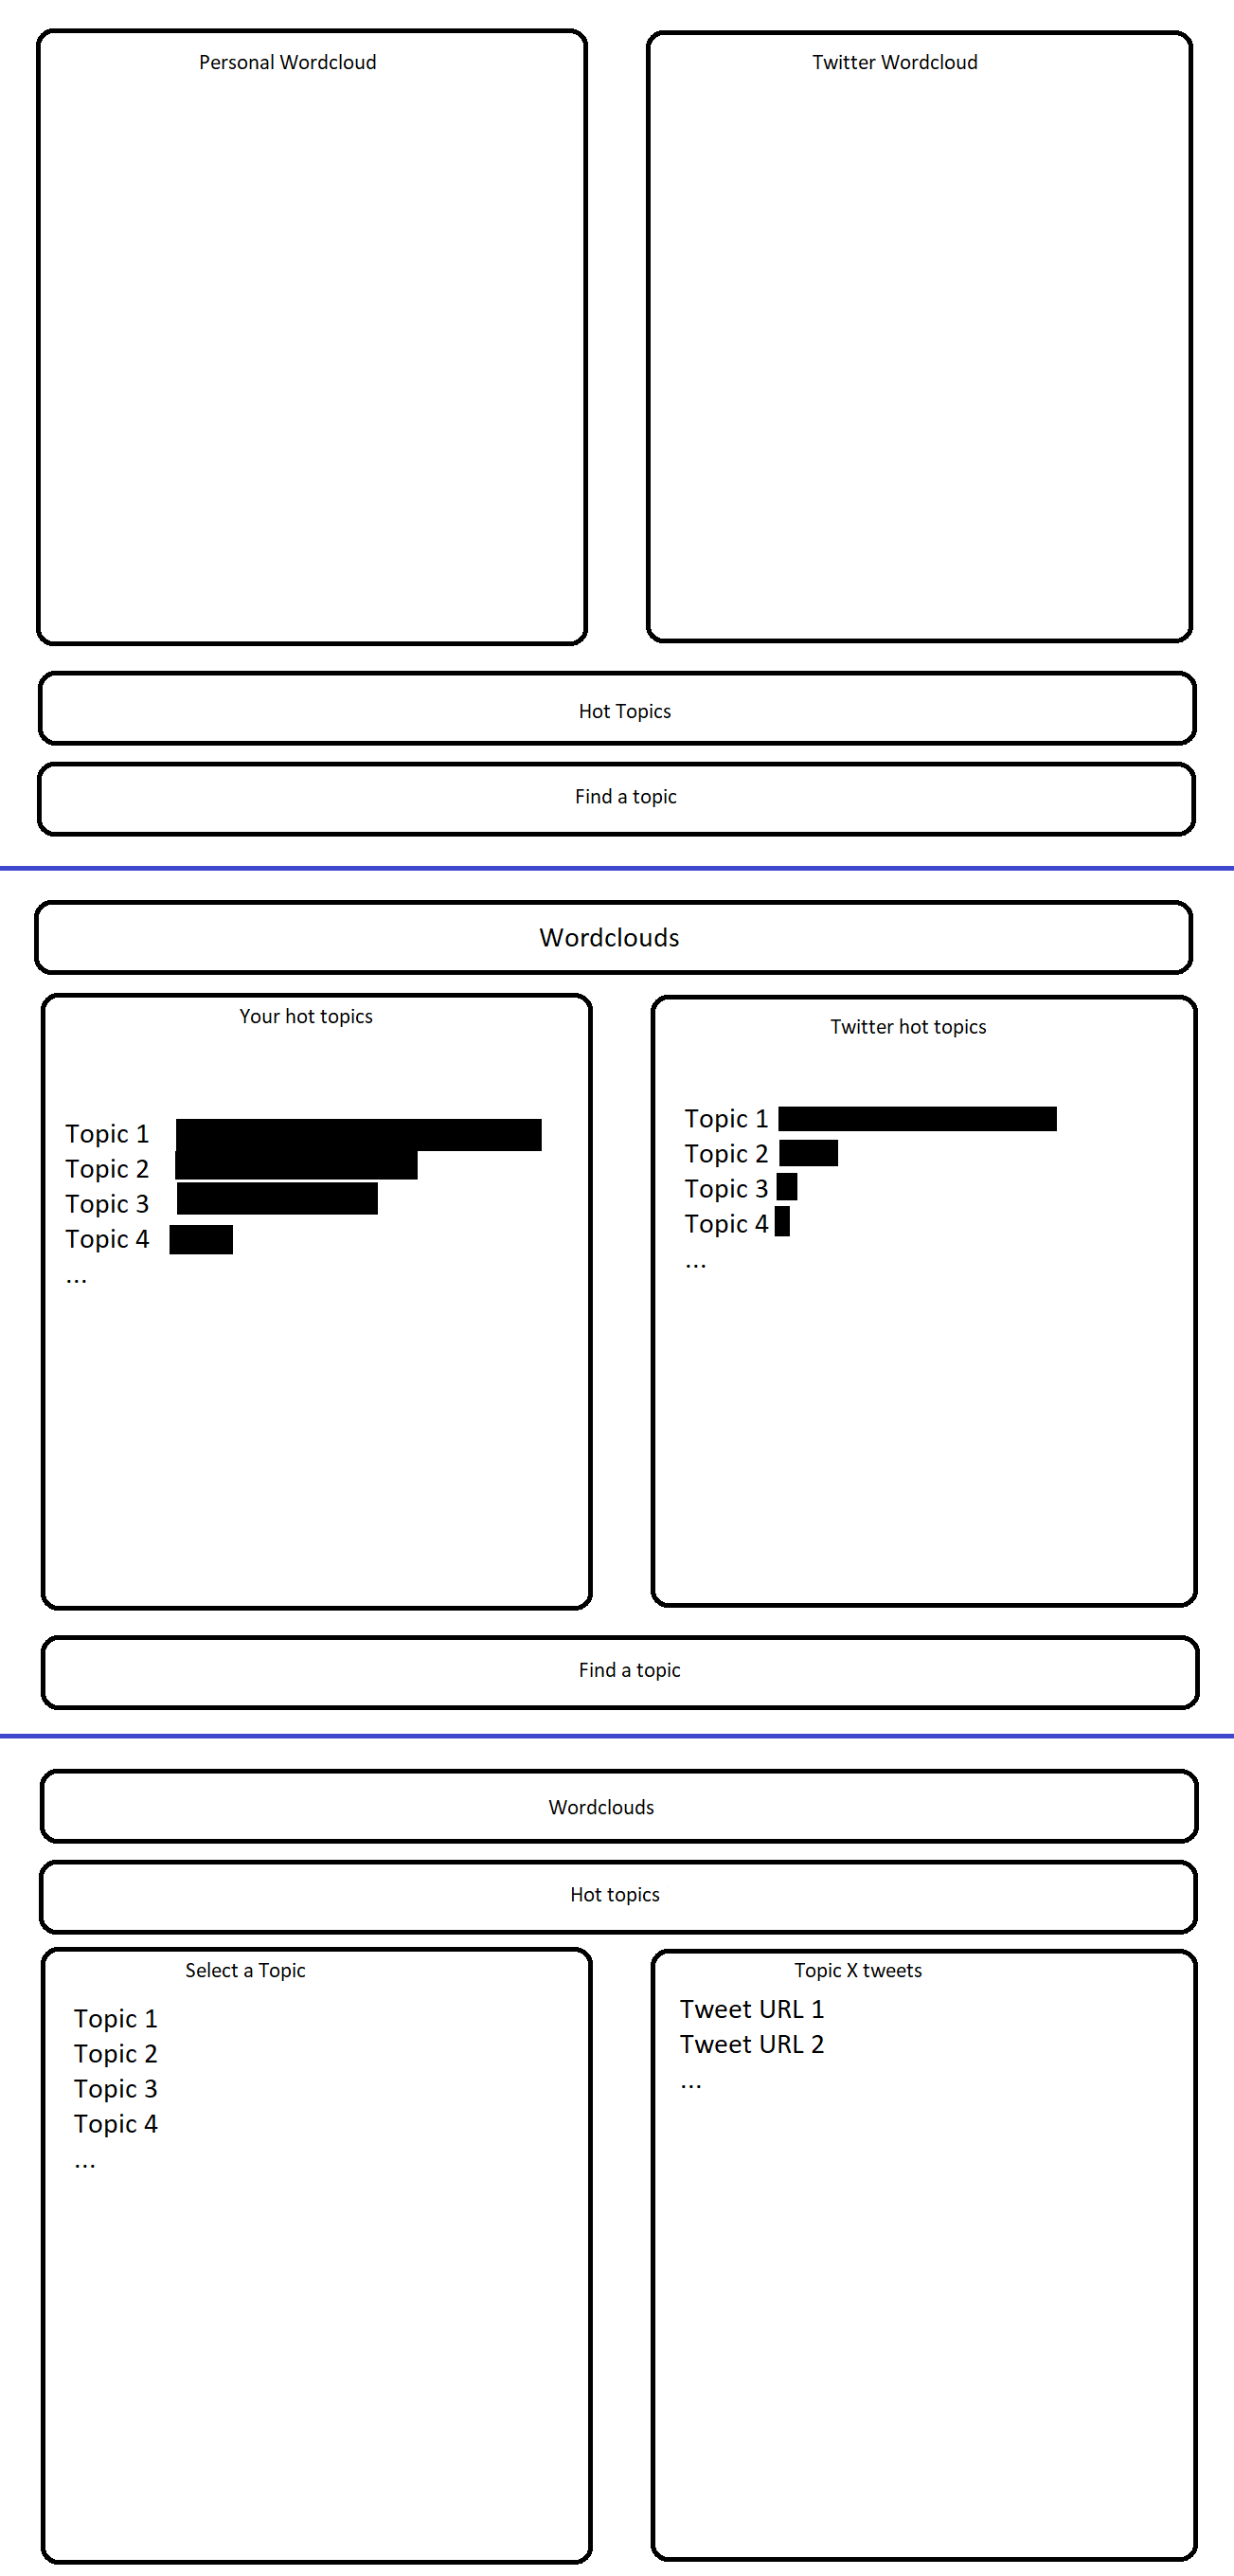 Personal Wordcloud
Twitter Wordcloud
Hot Topics
Find a topic
Wordclouds
Your hot topics
Topic 1
Topic 2
Topic 3
Topic 4
...
Twitter hot topics
Topic 1
Topic 2
Topic 3
Topic 4
...
Find a topic
Wordclouds
Hot topics
Select a Topic
Topic 1
Topic 2
Topic 3
Topic 4
...
Topic X tweets
Tweet URL 1
Tweet URL 2
...